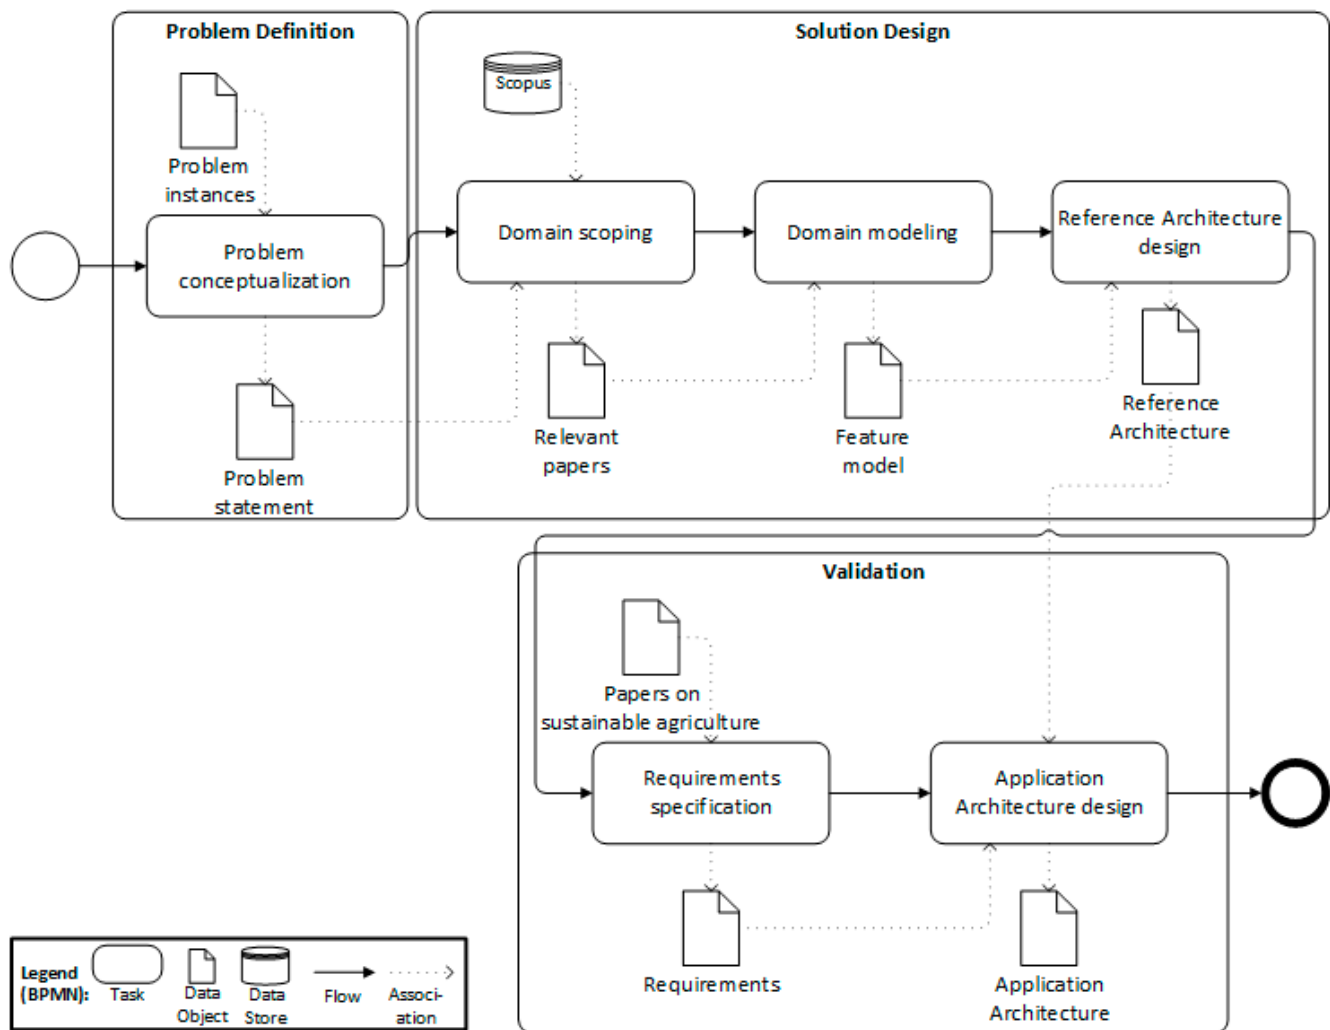 Problem Definition
Problem
instances
Problem
conceptualization
Problem
statement
Solution Design
Scopus
Domain scoping
Domain modeling
Reference Architecture
design
Relevant
papers
Feature
model
Reference
Architecture
Validation
Papers on
sustainable agriculture
Requirements
specification
Application
Architecture design
Requirements
Application
Architecture
Legend
(BPMN):
Task
Data
Object
Data
Store
Flow
Associ-
ation